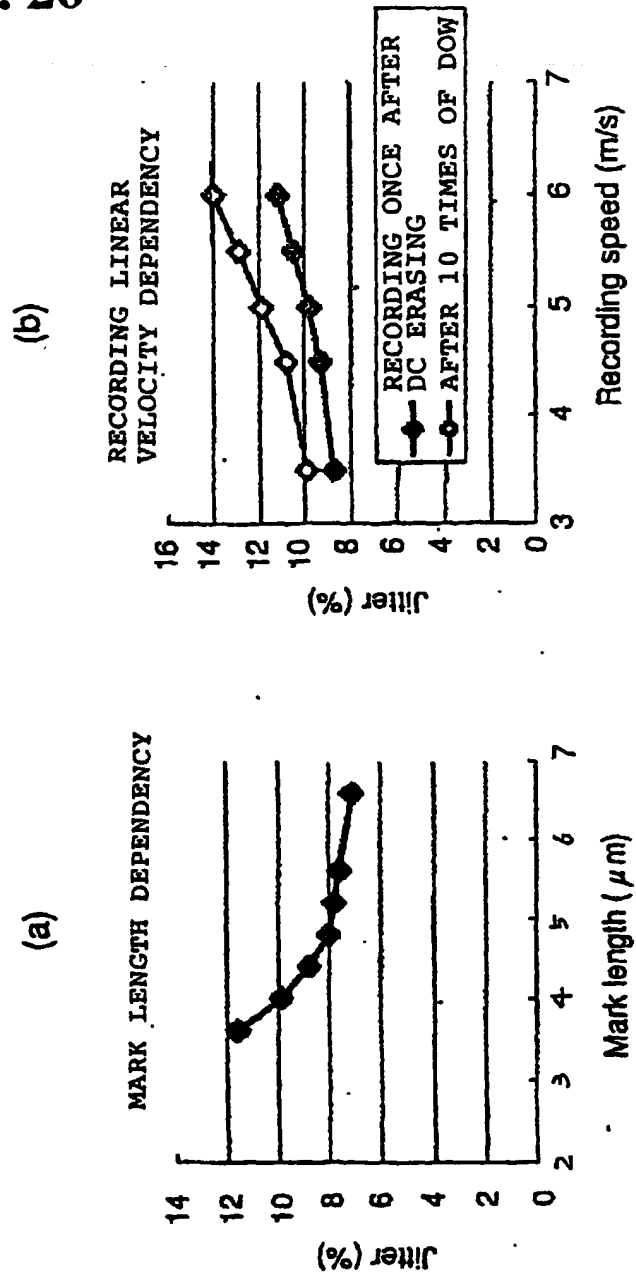 . 26
(a)
MARK LENGTH DEPENDENCY
14
12
10
8
6
4
2
0
Jitter (%)
2
3
4
5
6
7
Mark length (μm)
(b)
RECORDING LINEAR
VELOCITY DEPENDENCY
16
14
12
10
8
6
4
2
0
Jitter (%)
3
4
5
6
7
Recording speed (m/s)
RECORDING ONCE AFTER
DC ERASING
AFTER 10 TIMES OF DOW